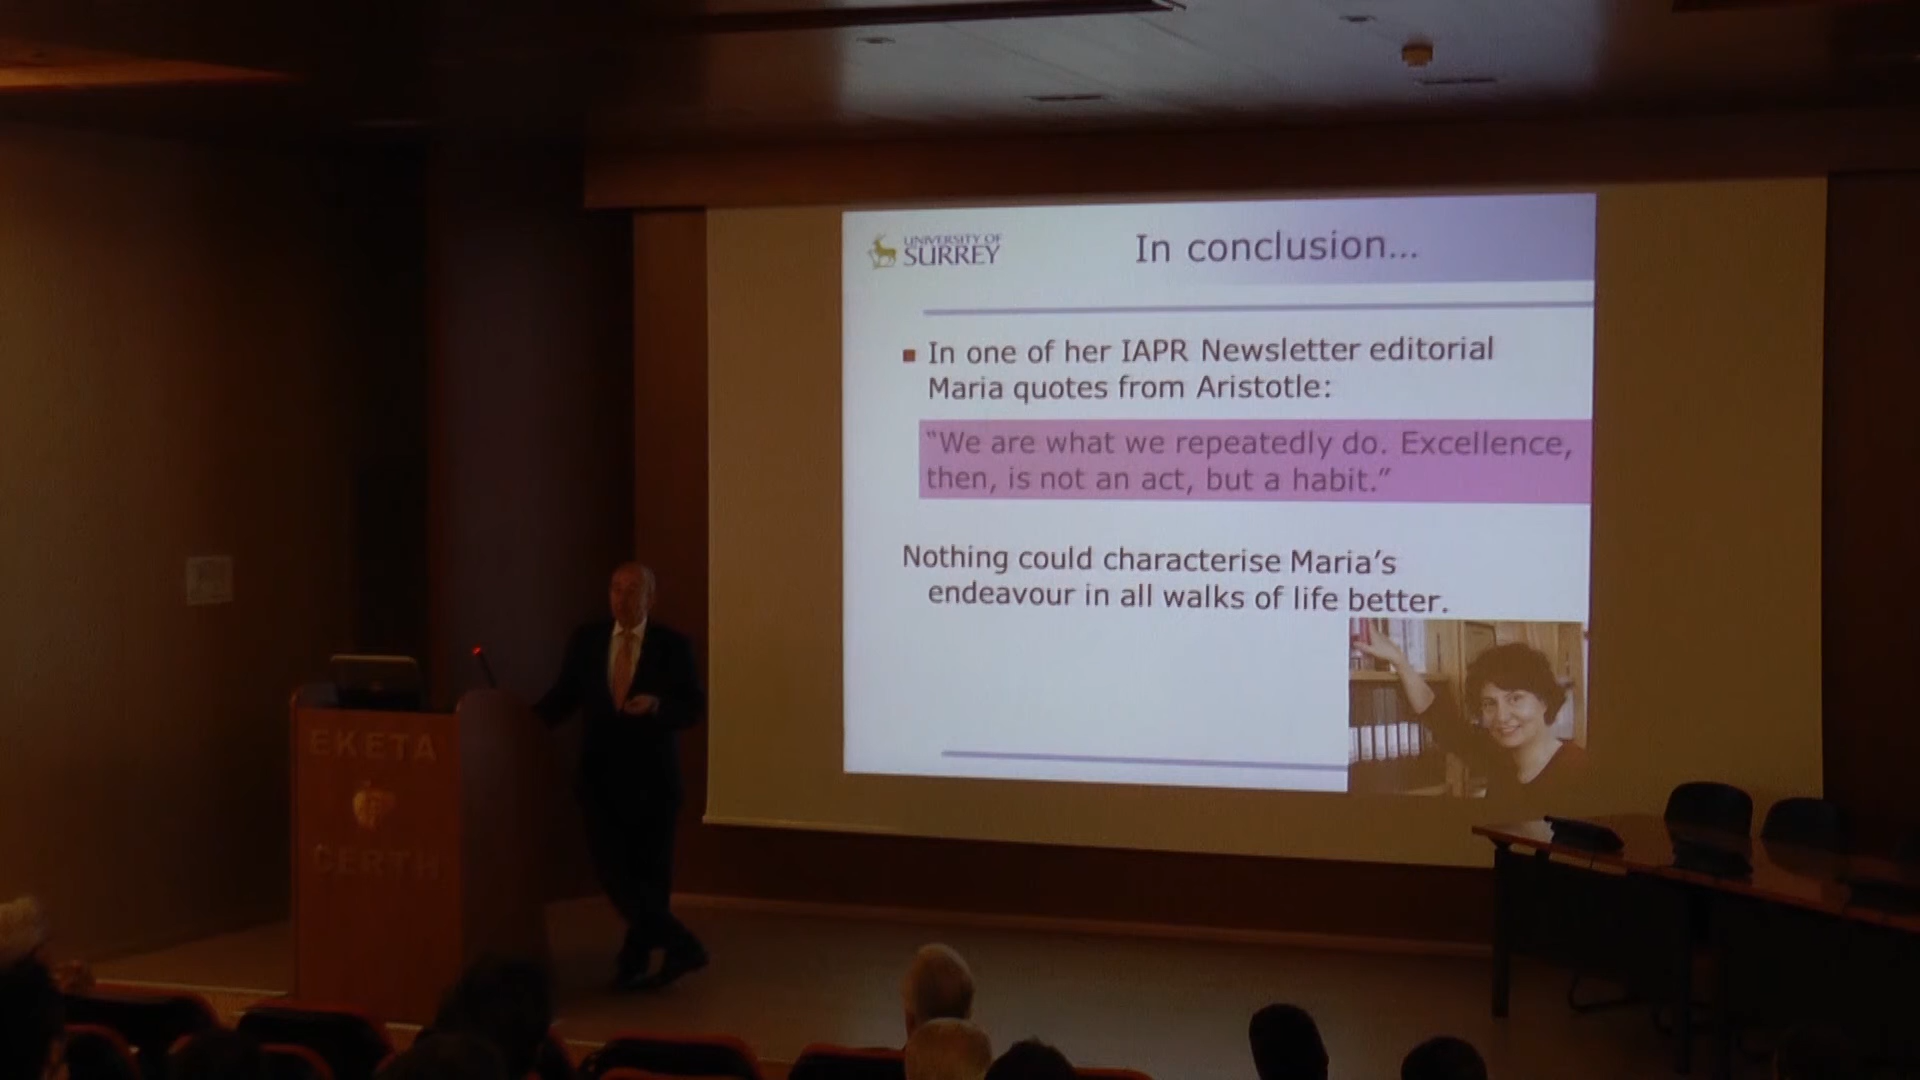 UNIVERSITY OF
SURREY
In conclusion...
In one of her IAPR Newsletter editorial
Maria quotes from Aristotle:
“We are what we repeatedly do. Excellence,
then, is not an act, but a habit.”
Nothing could characterise Maria’s
endeavour in all walks of life better.
EKETA
CERTH